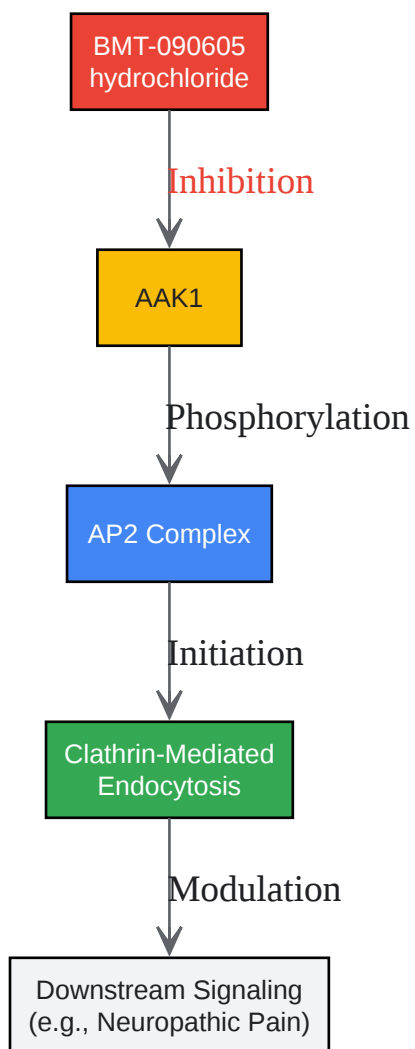 BMT-090605
hydrochloride
Inhibition
AAK1
Phosphorylation
AP2 Complex
Initiation
Clathrin-Mediated
Endocytosis
Modulation
Downstream Signaling
(e.g., Neuropathic Pain)